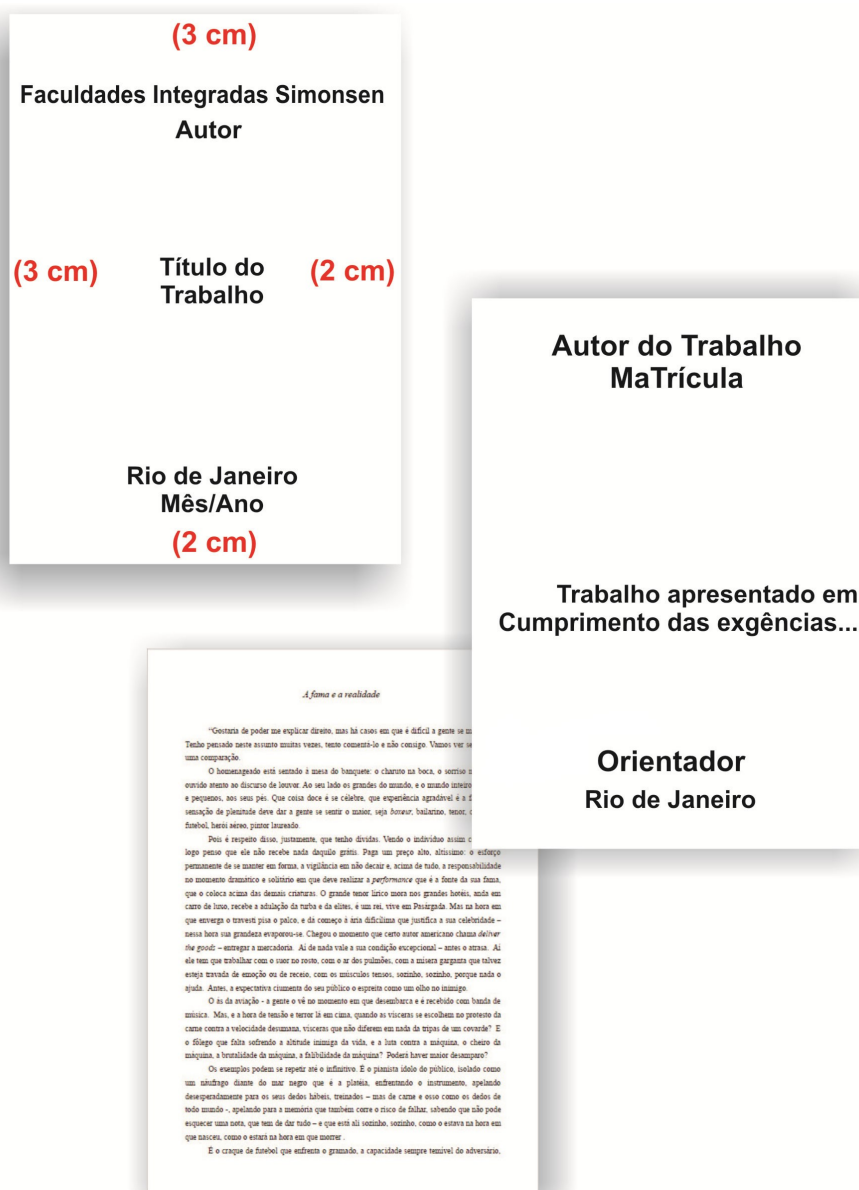 (3 cm)
Faculdades Integradas Simonsen
Autor
(3 cm)
Título do
Trabalho
(2 cm)
Rio de Janeiro
Mês/Ano
(2 cm)
Autor do Trabalho
MaTrícula
Trabalho apresentado em
Cumprimento das exgências...
Orientador
Rio de Janeiro
A fama e a realidade
“Gostaria de poder me explicar direito, mas há casos em que é difícil a gente se
Tenho pensado neste assunto muitas vezes, tento comentá-lo e não consigo. Vamos ver
uma comparação.
O homenageado está sentado à mesa do banquete: o charuto na boca, o sorriso
ouvido atento ao discurso de louvor. Ao seu lado os grandes do mundo, e o mundo
e pequenos, aos seus pés. Que coisa doce é se célebre, que experiência agradável é a
sensação de plenitude deve dar a gente se sentir o maior, seja boxeur, bailarino, tenor,
futebol, herói aéreo, pintor laureado.
Pois é respeito disso, justamente, que tenho dívidas. Vendo o indivíduo assim
logo penso que ele não recebe nada daquilo grátis. Paga um preço alto, altíssimo: o esforço
permanente de se manter em forma, a vigilância em não decair e, acima de tudo, a responsabilidade
no momento dramático e solitário em que deve realizar a performance que é a fonte da sua fama,
que o coloca acima das demais criaturas. O grande tenor lírico mora nos grandes hotéis, anda em
carro de luxo, recebe a adulação da turba e da elites, é um rei, vive em Pasárgada. Mas na hora em
que enverga o travesti pisa o palco, e dá começo à ária dificílima que justifica a sua celebridade –
nessa hora sua grandeza evaporou-se. Chegou o momento que certo autor americano chama deliver
the goods – entregar a mercadoria. Aí de nada vale a sua condição excepcional – antes o atrasa. Aí
ele tem que trabalhar com o suor no rosto, com o ar dos pulmões, com a mísera garganta que talvez
esteja travada de emoção ou de receio, com os músculos tensos, sozinho, sozinho, porque nada o
ajuda. Antes, a expectativa ciumenta do seu público o espreita como um olho no inimigo.
O ás da aviação - a gente o vê no momento em que desembarca e é recebido com banda de
música. Mas, e a hora de tensão e terror lá em cima, quando as vísceras se escolhem no protesto da
carne contra a velocidade desumana, vísceras que não diferem em nada da tripas de um covarde? E
o fôlego que falta sofrendo a altitude inimiga da vida, e a luta contra a máquina, o cheiro da
máquina, a brutalidade da máquina, a falibilidade da máquina? Poderá haver maior desamparo?
Os exemplos podem se repetir até o infinitivo. É o pianista ídolo do público, isolado como
um náufrago diante do mar negro que é a platéia, enfrentando o instrumento, apelando
desesperadamente para os seus dedos hábeis, treinados – mas de carne e osso como os dedos de
todo mundo -, apelando para a memória que também corre o risco de falhar, sabendo que não pode
esquecer uma nota, que tem de dar tudo – e que está ali sozinho, sozinho, como o estava na hora em
que nasceu, como o estará na hora em que morrer .
É o craque de futebol que enfrenta o gramado, a capacidade sempre temível do adversário,